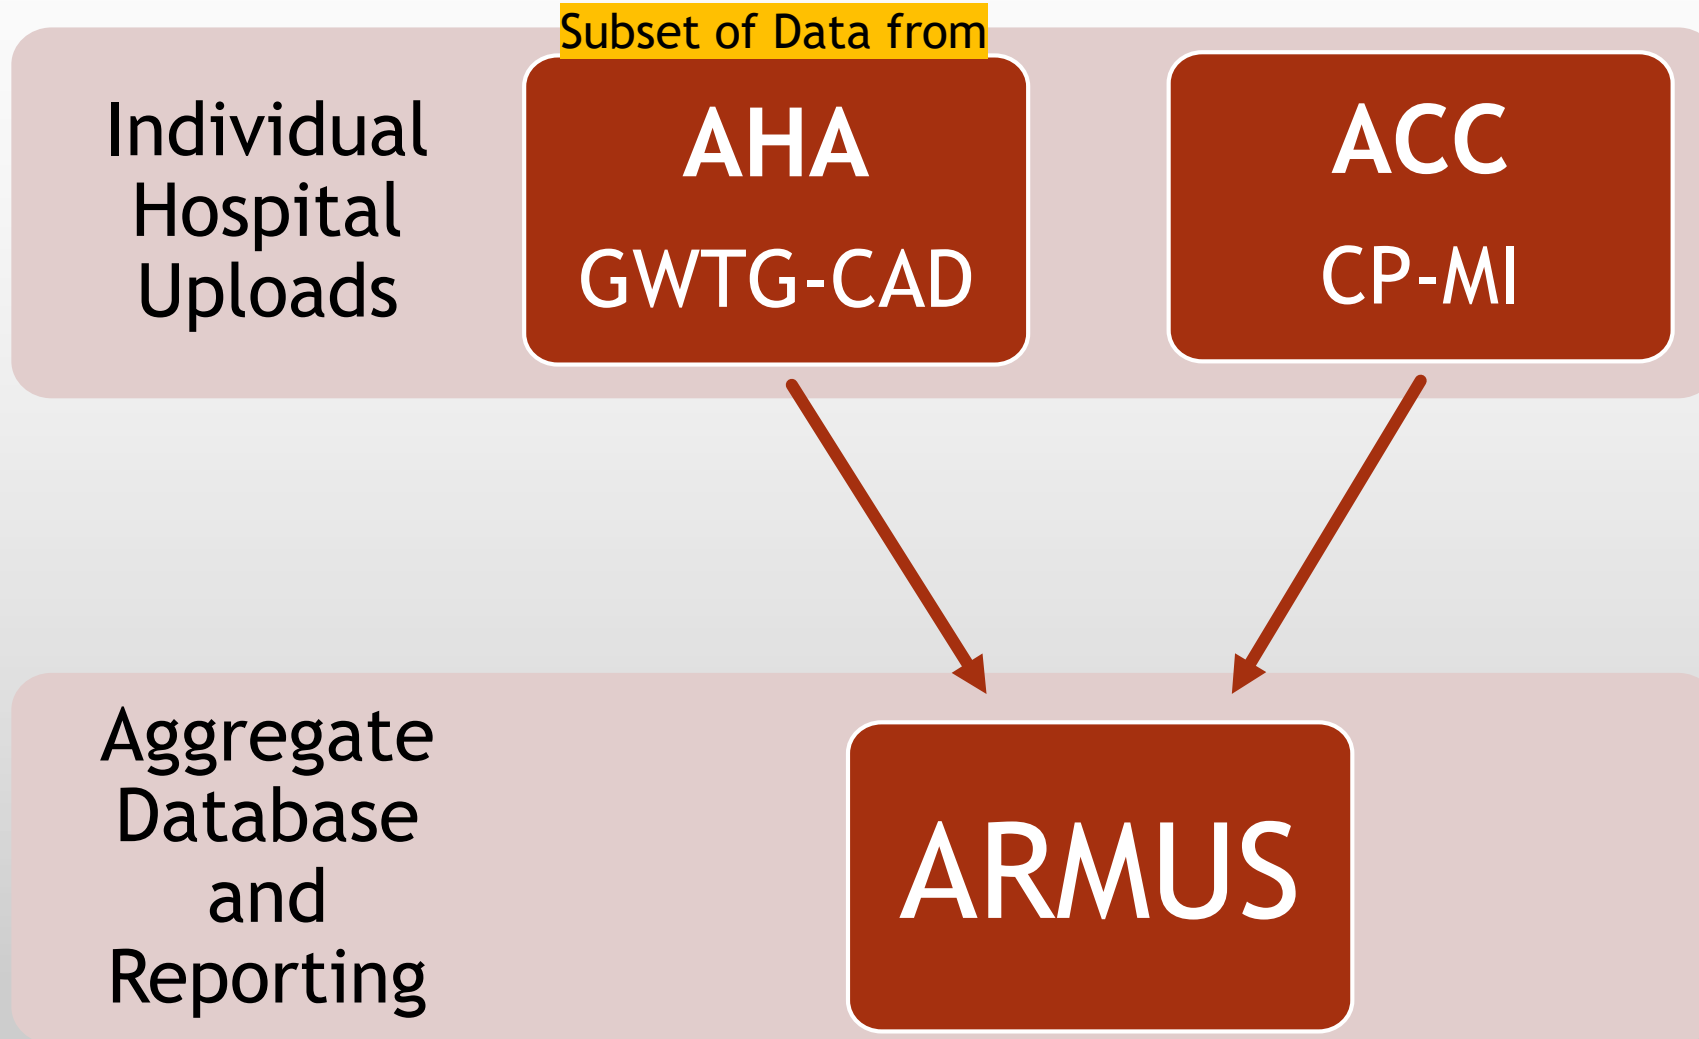 Subset of Data from
Individual
Hospital
Uploads
AHA
GWTG-CAD
ACC
CP-MI
Aggregate
Database
and
Reporting
ARMUS